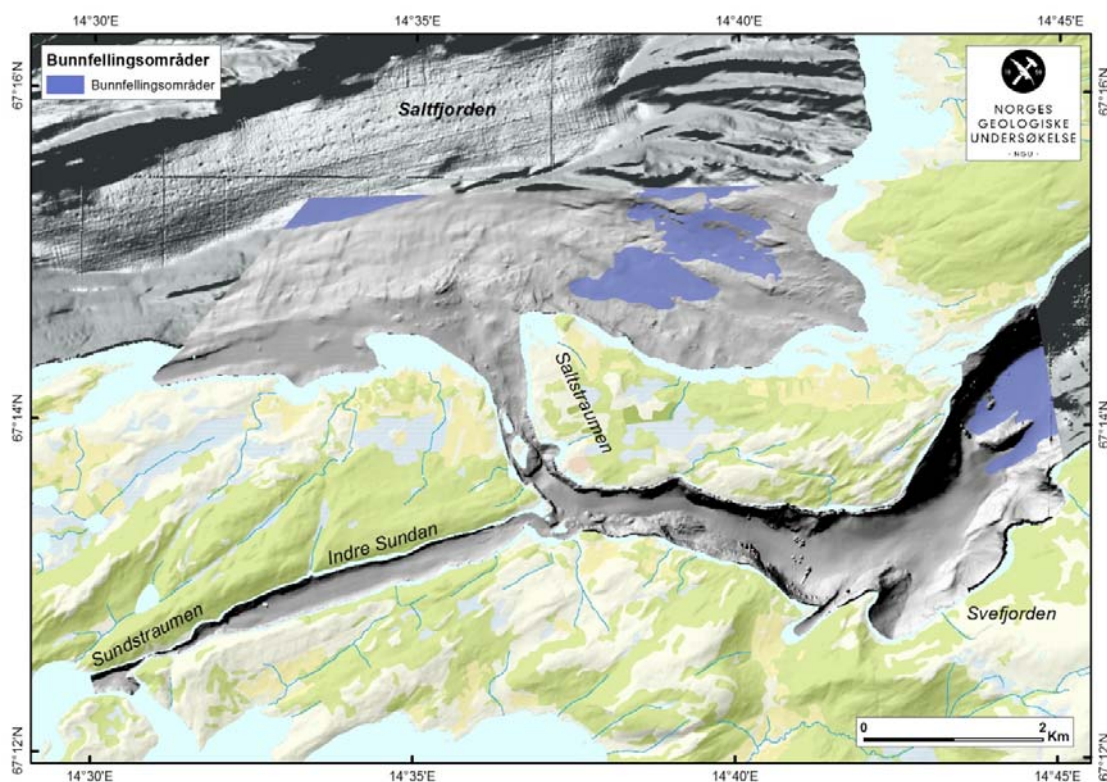 14°30'E 14°35'E 14°40'E 14°45'E
Bunnfellingsområder
Bunnfellingsområder
67°16'N
67°16'N
Saltfjorden
NORGES
GEOLOGISKE
UNDERSØKELSE
· NGU ·
Saltstraumen
67°14'N
67°14'N
Indre Sundan
Sundstraumen
Svefjorden
0 2
Km
67°12'N
67°12'N
14°30'E 14°35'E 14°40'E 14°45'E